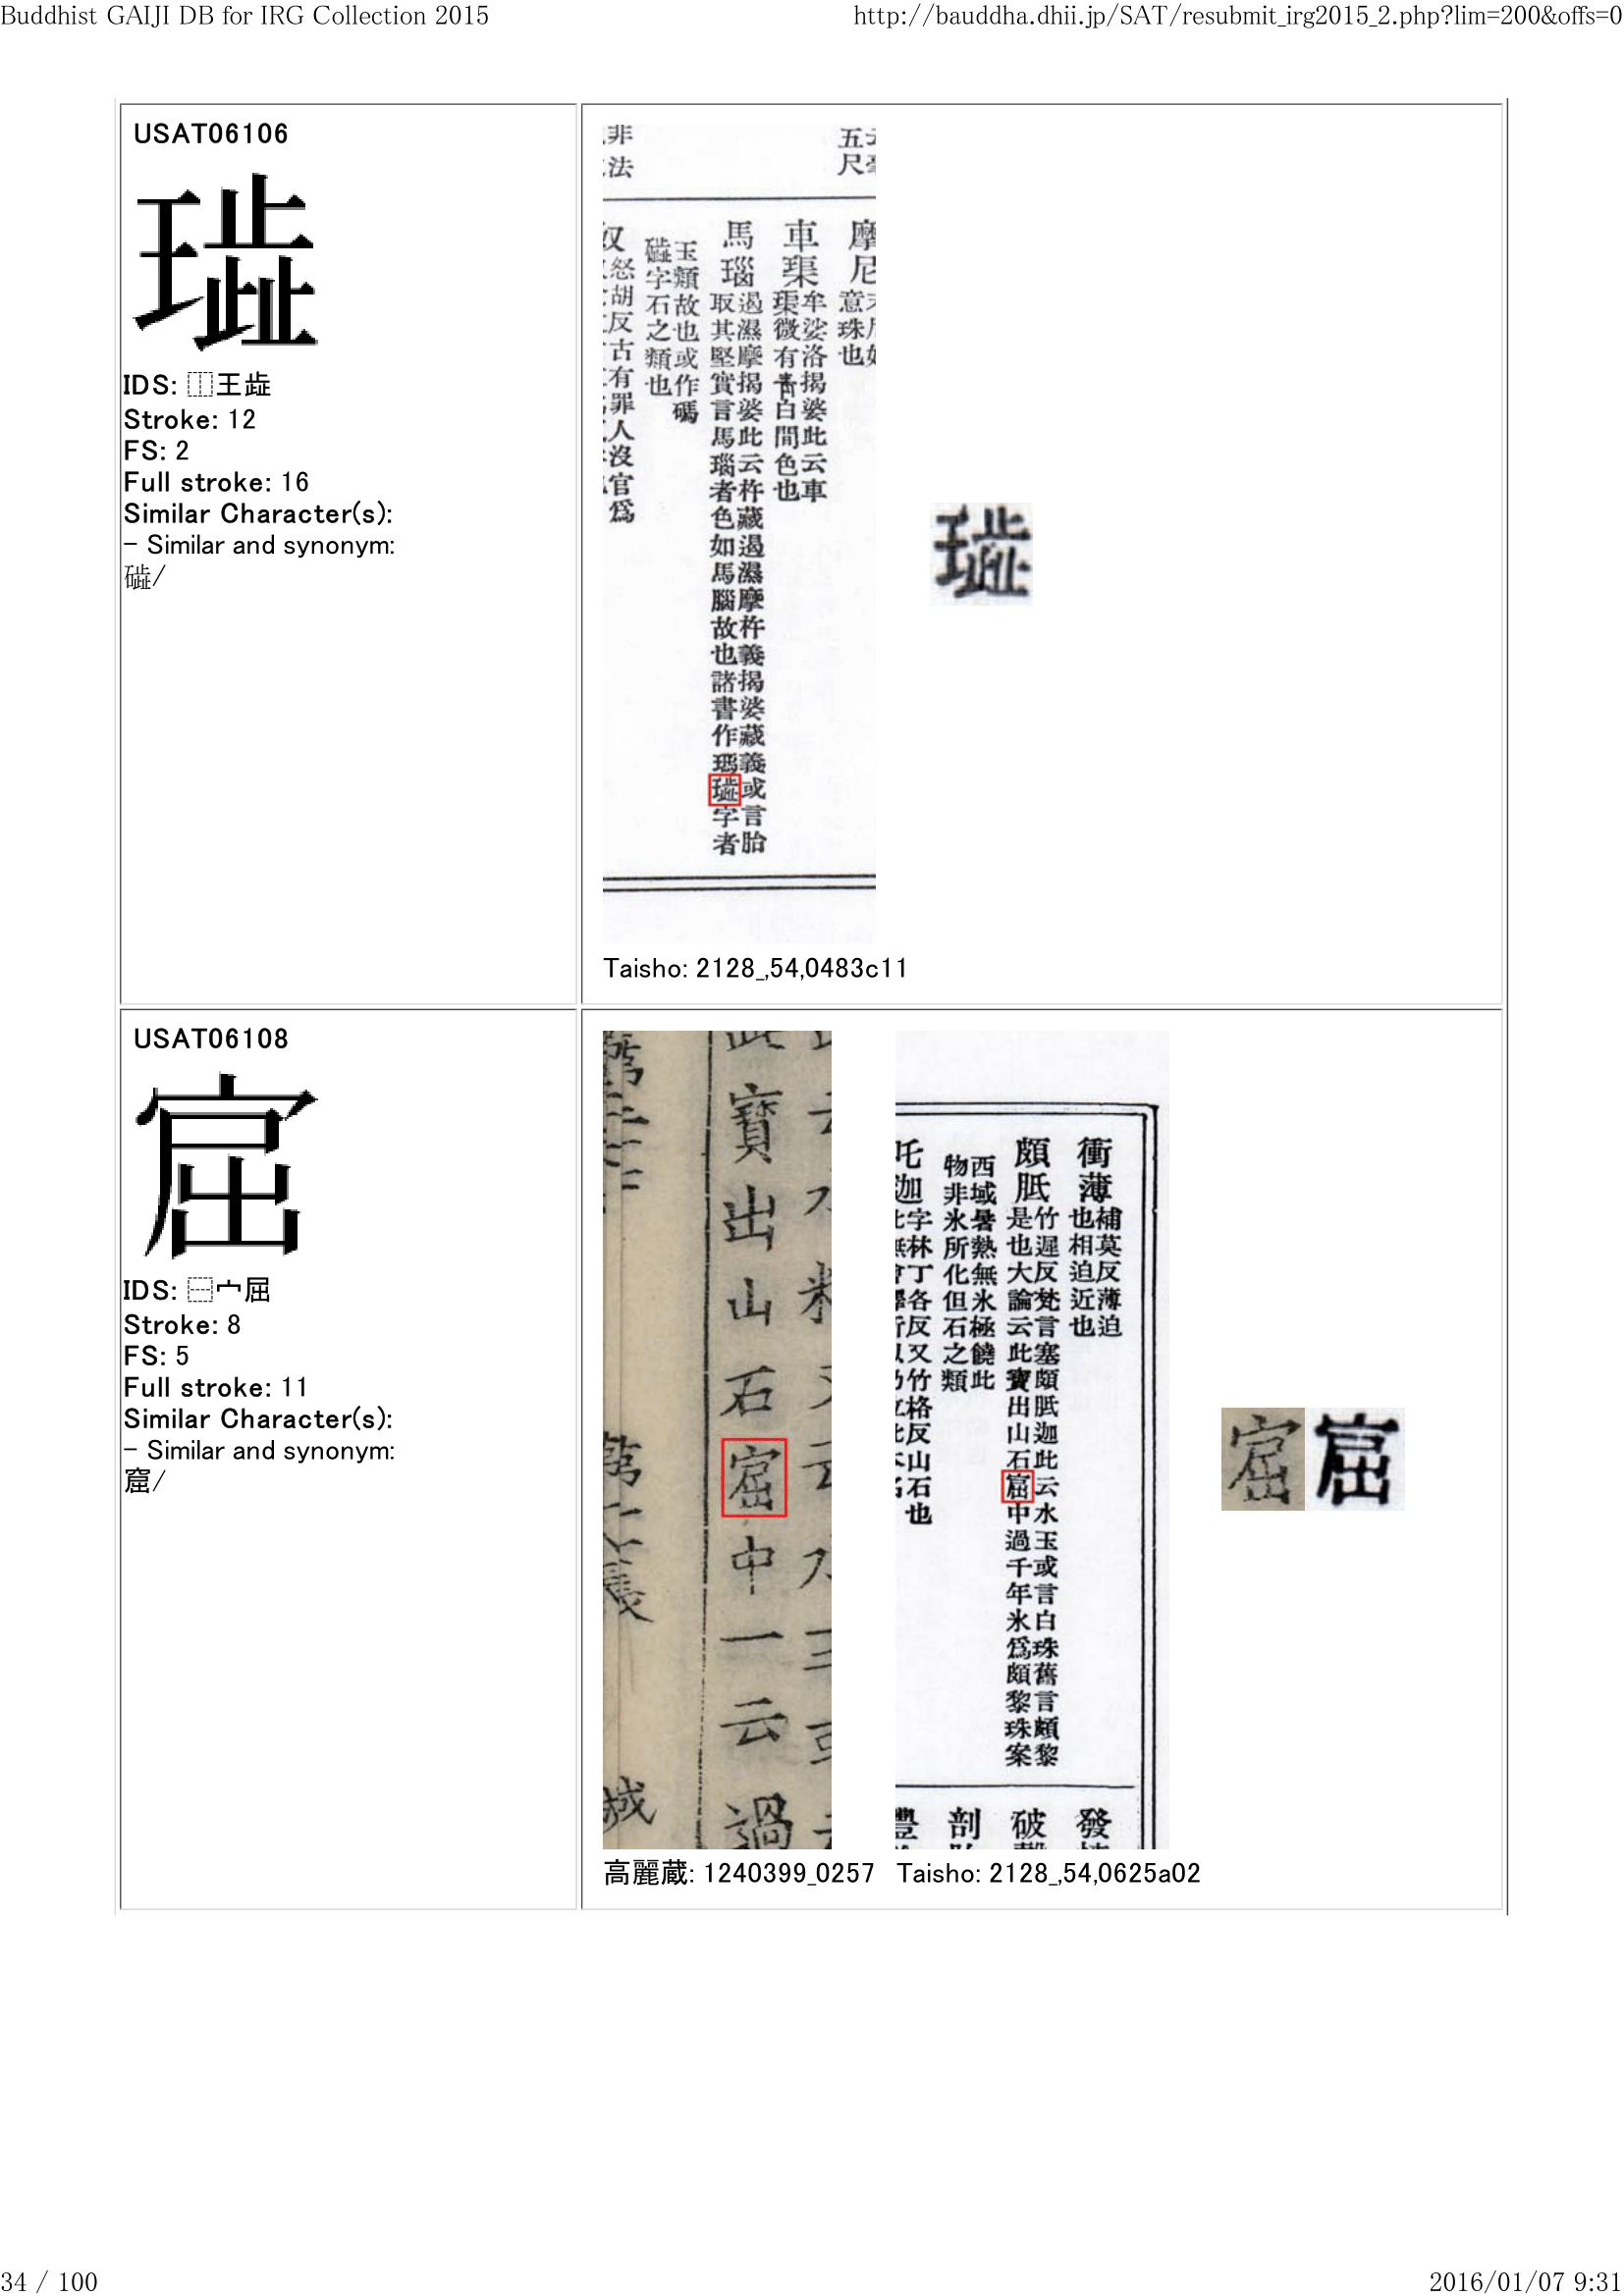 Buddhist GAIJI DB for IRG Collection 2015
http://bauddha.dhii.jp/SAT/resubmit_irg2015_2.php?lim=200&offs=0
USAT06106
IDS: ⿰王歮
Stroke: 12
FS: 2
Full stroke: 16
Similar Character(s):
- Similar and synonym:
䃈/
五
尺
意珠也
車渠
牟娑洛揭婆此云車
渠微有青白間色也
馬瑙
遏濕摩揭婆此云杵藏遏濕摩杵義揭婆藏義或言胎
取其堅實言馬瑙者色如馬腦故也諸書作瑪字者
玉類故也或作碼
字石之類也
怒胡反古有罪人沒官爲
非
法
Taisho: 2128_,54,0483c11
USAT06108
IDS: ⿱宀屈
Stroke: 8
FS: 5
Full stroke: 11
Similar Character(s):
- Similar and synonym:
窟/
寶出山石⿱宀屈中一云過
高麗蔵: 1240399_0257
衝薄
補莫反薄迫
也相迫近也
頗胝
竹遲反梵言塞頗胝迦此云水玉或言白珠舊言頗黎
是也大論云此寶出山石⿱宀屈中過千年氷爲頗黎珠案
西域暑熱無氷極饒此
物非氷所化但石之類
吒迦
字林丁各反又竹格反山石也
發
破
剖
豐
Taisho: 2128_,54,0625a02
34 / 100
2016/01/07 9:31